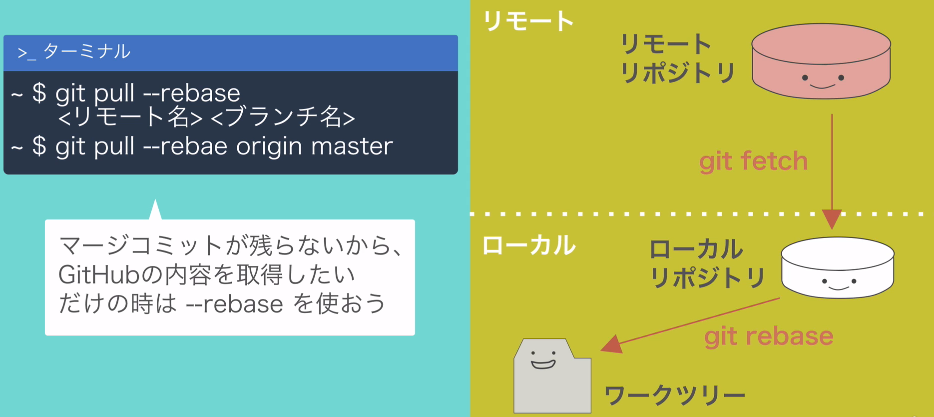 >_ ターミナル
~ $ git pull --rebase
<リモート名> <ブランチ名>
~ $ git pull --rebae origin master
マージコミットが残らないから、
GitHubの内容を取得したい
だけの時は --rebase を使おう
リモート
リモート
リポジトリ
git fetch
ローカル
ローカル
リポジトリ
git rebase
ワークツリー